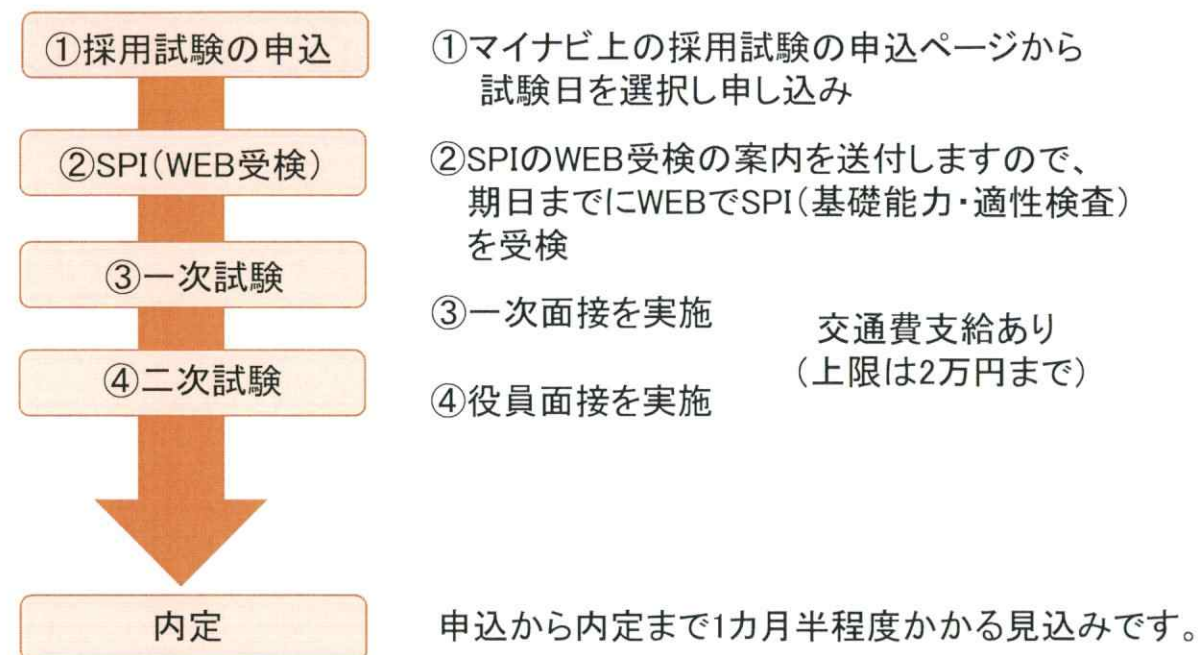 ①採用試験の申込
①マイナビ上の採用試験の申込ページから
試験日を選択し申し込み
②SPI(WEB受検)
②SPIのWEB受検の案内を送付しますので、
期日までにWEBでSPI(基礎能力・適性検査)
を受検
③一次試験
③一次面接を実施
交通費支給あり
(上限は2万円まで)
④二次試験
④役員面接を実施
内定
申込から内定まで1カ月半程度かかる見込みです。